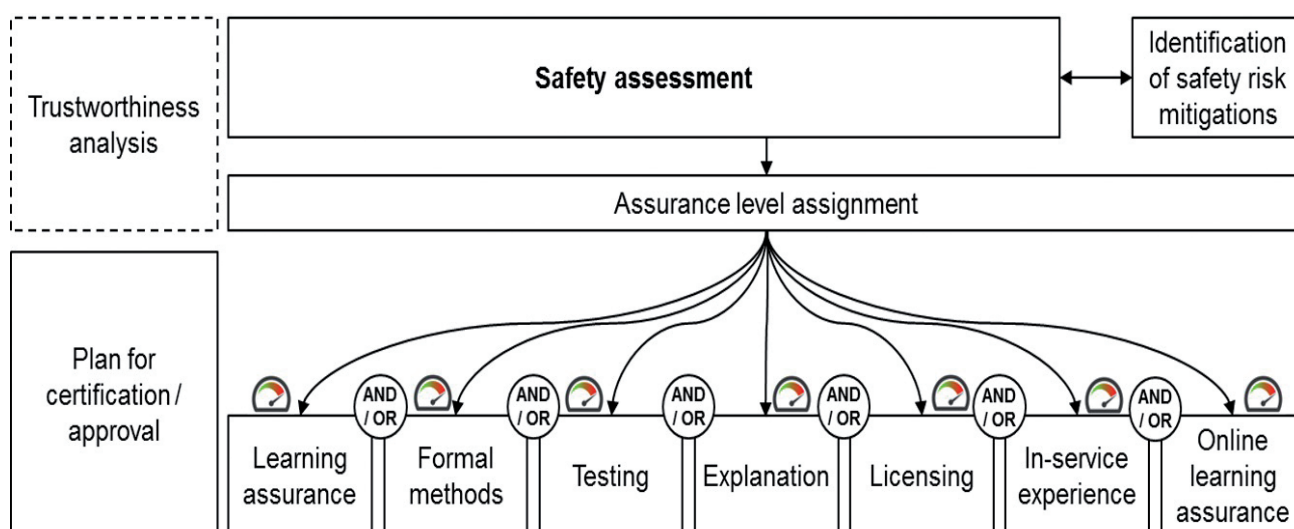 Trustworthiness
analysis
Safety assessment
Identification
of safety risk
mitigations
Assurance level assignment
Plan for
certification /
approval
AND
/ OR
AND
/ OR
AND
/ OR
AND
/ OR
AND
/ OR
AND
/ OR
Learning
assurance
Formal
methods
Testing
Explanation
Licensing
In-service
experience
Online
learning
assurance